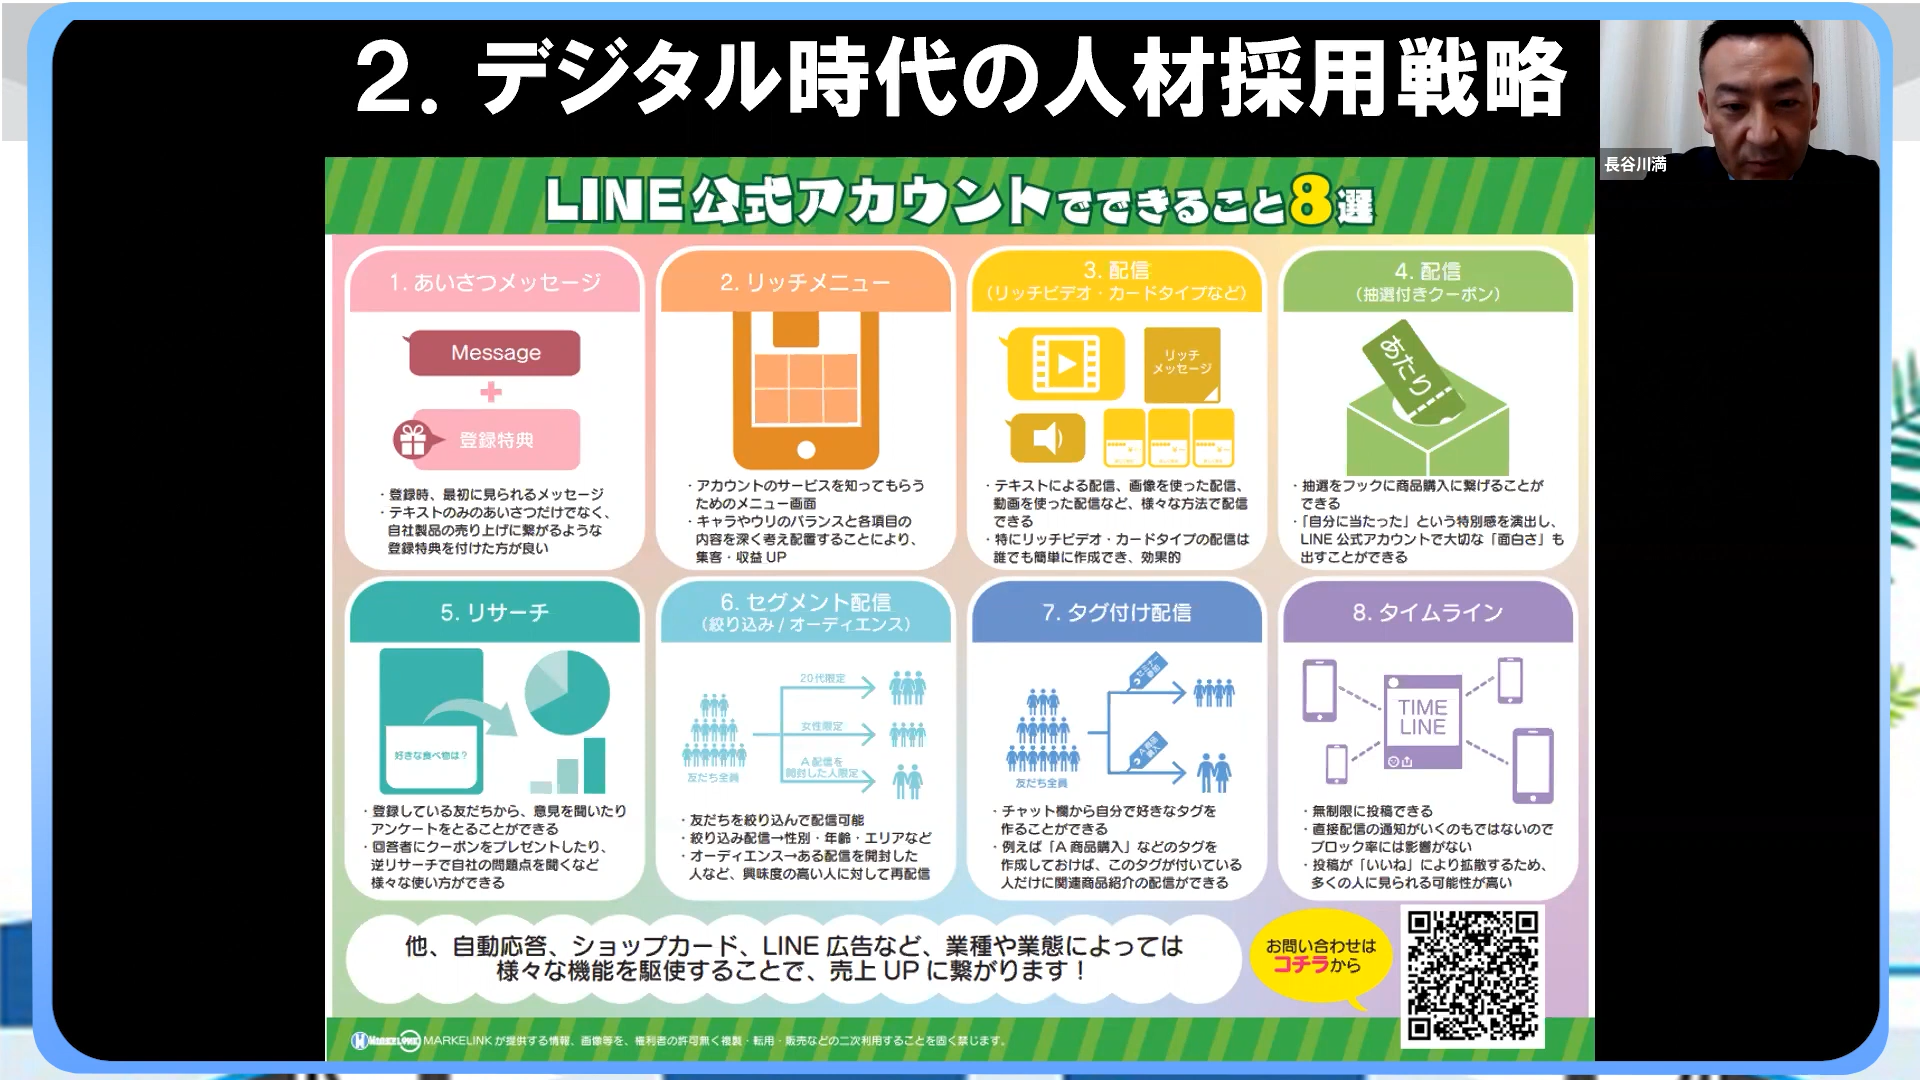 2. デジタル時代の人材採用戦略
長谷川満
LINE公式アカウントでできること8選
1. あいさつメッセージ
Message
登録特典
・登録時、最初に見られるメッセージ
・テキストのみのあいさつだけでなく、
自社製品の売り上げに繋がるような
登録特典を付けた方が良い
2. リッチメニュー
・アカウントのサービスを知ってもらう
ためのメニュー画面
・キャラやウリのバランスと各項目の
内容を深く考え配置することにより、
集客・収益 UP
3. 配信
（リッチビデオ・カードタイプなど）
リッチ
メッセージ
・テキストによる配信、画像を使った配信、
動画を使った配信など、様々な方法で配信
できる
・特にリッチビデオ・カードタイプの配信は
誰でも簡単に作成でき、効果的
4. 配信
（抽選付きクーポン）
あたり
・抽選をフックに商品購入に繋げることが
できる
・「自分に当たった」という特別感を演出し、
LINE 公式アカウントで大切な「面白さ」も
出すことができる
5. リサーチ
好きな食べ物は？
・登録している友だちから、意見を聞いたり
アンケートをとることができる
・回答者にクーポンをプレゼントしたり、
逆リサーチで自社の問題点を聞くなど
様々な使い方ができる
6. セグメント配信
（絞り込み / オーディエンス）
20代限定
女性限定
A 配信を
開封した人限定
友だち全員
・友だちを絞り込んで配信可能
・絞り込み配信→性別・年齢・エリアなど
・オーディエンス→ある配信を開封した
人など、興味度の高い人に対して再配信
7. タグ付け配信
セミナー
参加
A 商品
購入
友だち全員
・チャット欄から自分で好きなタグを
作ることができる
・例えば「A 商品購入」などのタグを
作成しておけば、このタグが付いている
人だけに関連商品紹介の配信ができる
8. タイムライン
TIME
LINE
・無制限に投稿できる
・直接配信の通知がいくのもではないので
ブロック率には影響がない
・投稿が「いいね」により拡散するため、
多くの人に見られる可能性が高い
他、自動応答、ショップカード、LINE 広告など、業種や業態によっては
様々な機能を駆使することで、売上 UP に繋がります！
お問い合わせは
コチラから
MARKELINK MARKELINK が提供する情報、画像等を、権利者の許可無く複製・転用・販売などの二次利用することを固く禁じます。